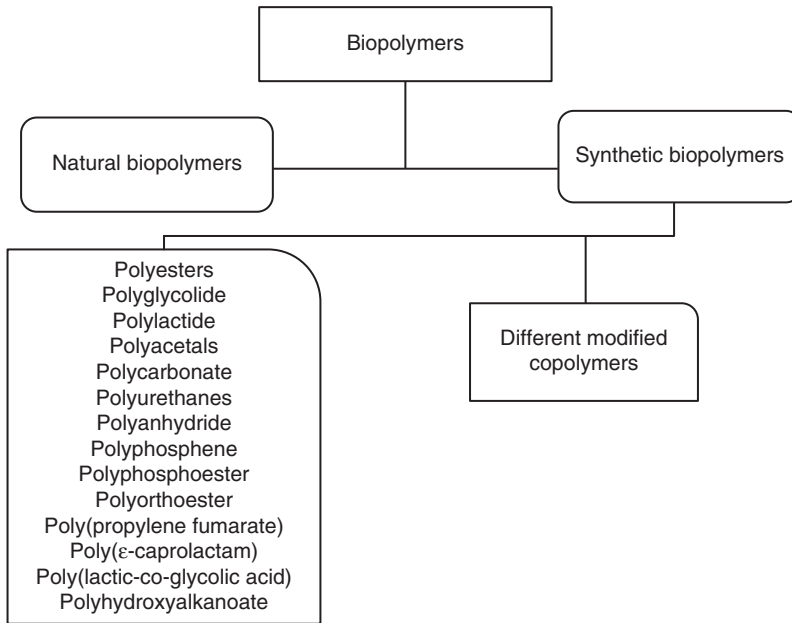 Biopolymers
Natural biopolymers
Synthetic biopolymers
Polyesters
Polyglycolide
Polylactide
Polyacetals
Polycarbonate
Polyurethanes
Polyanhydride
Polyphosphene
Polyphosphoester
Polyorthoester
Poly(propylene fumarate)
Poly(ε-caprolactam)
Poly(lactic-co-glycolic acid)
Polyhydroxyalkanoate
Different modified
copolymers